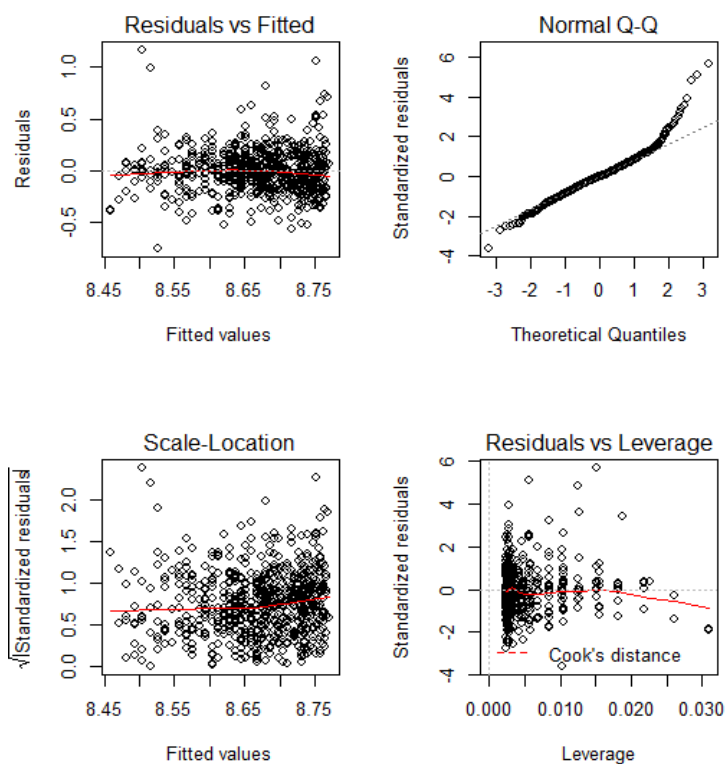 Residuals vs Fitted
Residuals
-0.5 0.0 0.5 1.0
8.45 8.55 8.65 8.75
Fitted values
Normal Q-Q
Standardized residuals
-4 -2 0 2 4 6
-3 -2 -1 0 1 2 3
Theoretical Quantiles
Scale-Location
√|Standardized residuals|
0.0 0.5 1.0 1.5 2.0
8.45 8.55 8.65 8.75
Fitted values
Residuals vs Leverage
Standardized residuals
-4 -2 0 2 4 6
Cook's distance
0.000 0.010 0.020 0.030
Leverage